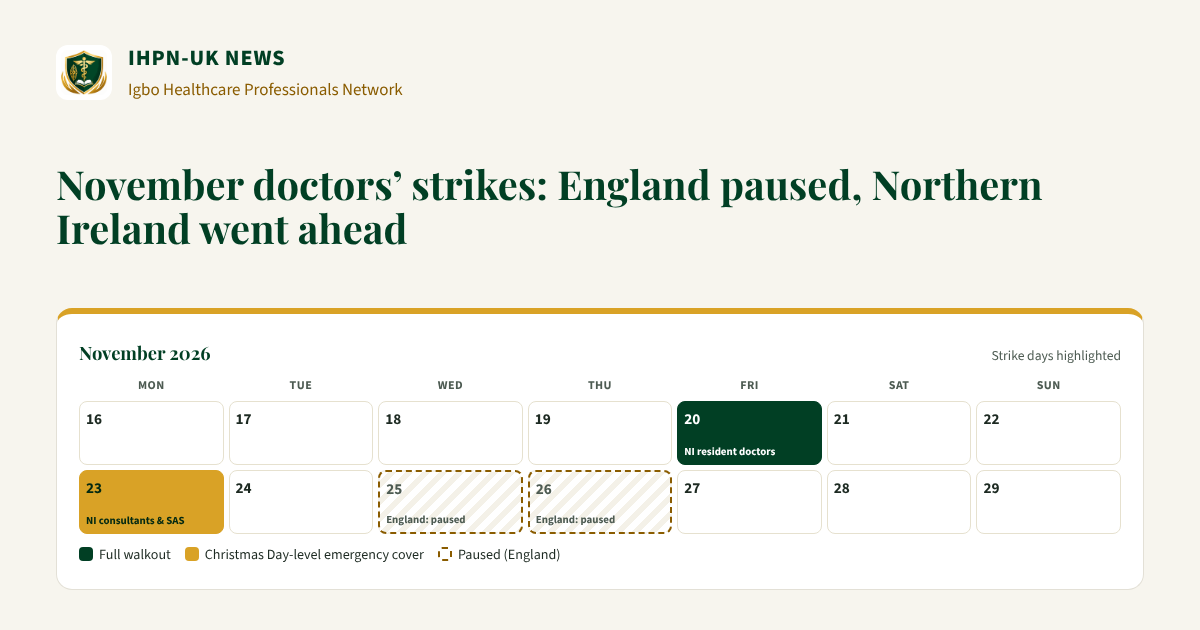 IHPN-UK NEWS
Igbo Healthcare Professionals Network
November doctors’ strikes: England paused, Northern
Ireland went ahead
November 2026
Strike days highlighted
MON TUE WED THU FRI SAT SUN
16 17 18 19 20 21 22
NI resident doctors
23 24 25 26 27 28 29
NI consultants & SAS England: paused England: paused
Full walkout Christmas Day-level emergency cover Paused (England)